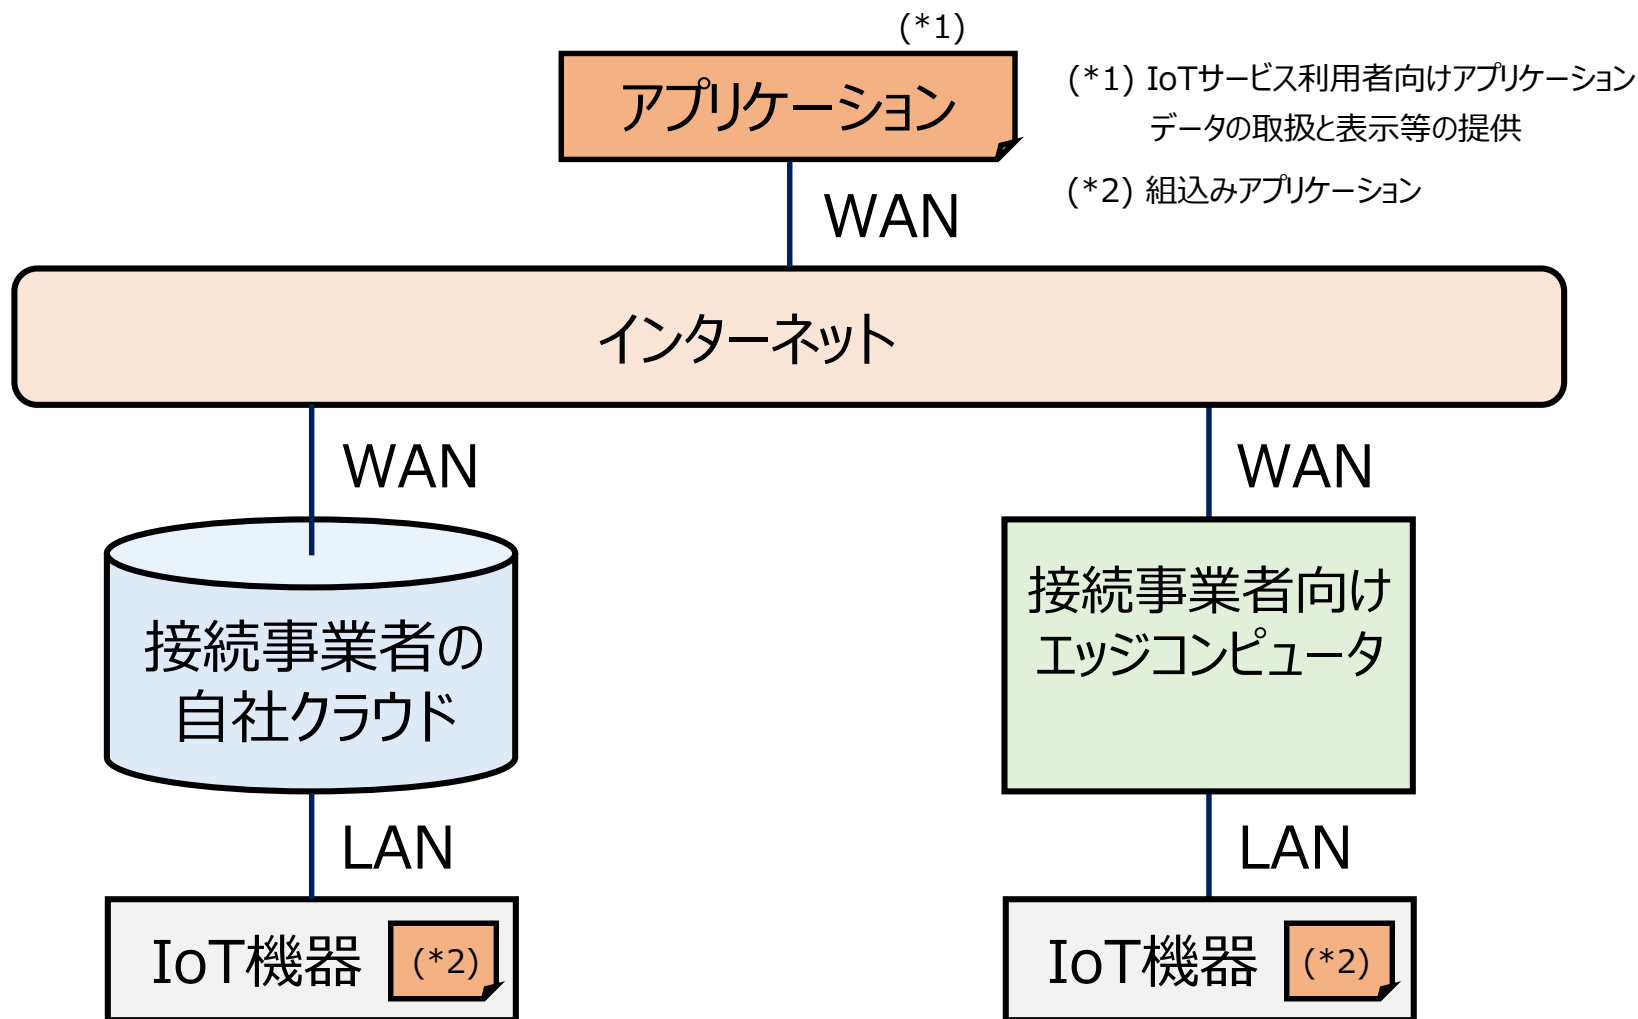 (*1)
アプリケーション
(*1) IoTサービス利用者向けアプリケーション
データの取扱と表示等の提供
(*2) 組込みアプリケーション
WAN
インターネット
WAN
WAN
接続事業者の
自社クラウド
接続事業者向け
エッジコンピュータ
LAN
LAN
IoT機器
(*2)
IoT機器
(*2)